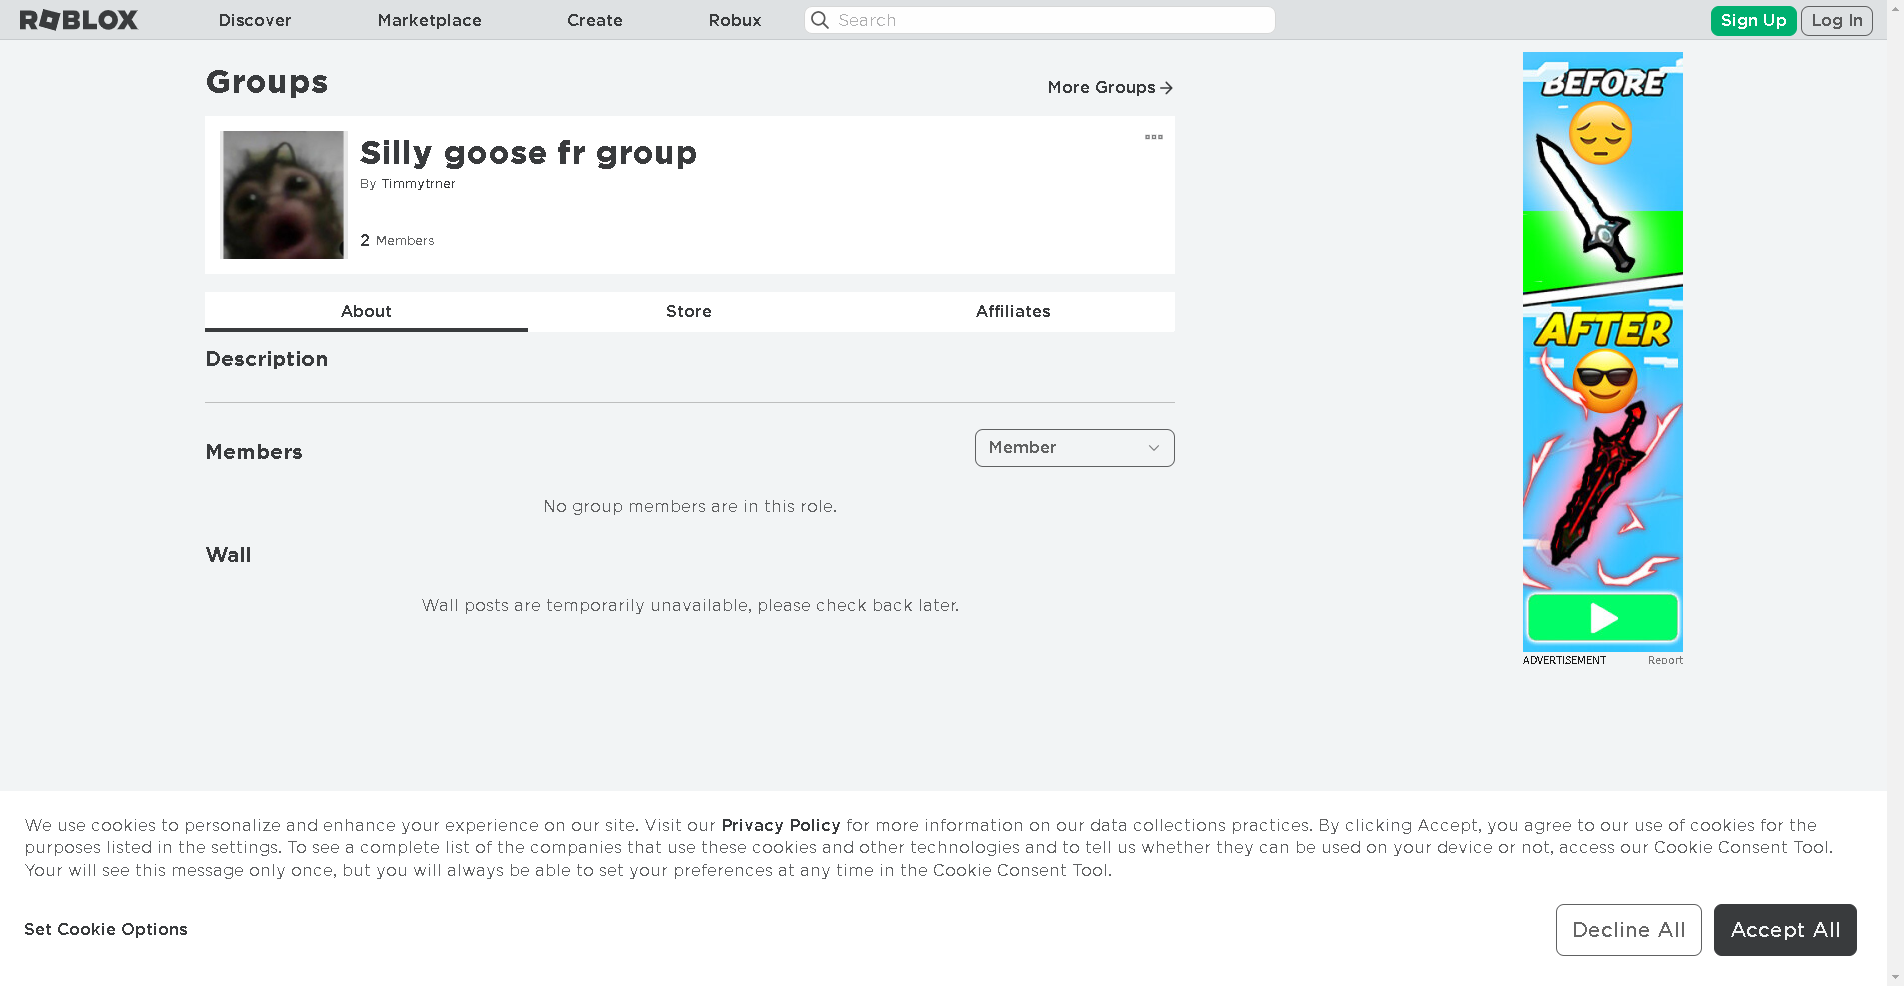 ROBLOX Discover Marketplace Create Robux Search Sign Up Log In
Groups
More Groups
Silly goose fr group
By Timmytrner
2 Members
About Store Affiliates
Description
Members
Member
No group members are in this role.
Wall
Wall posts are temporarily unavailable, please check back later.
BEFORE
AFTER
ADVERTISEMENT Report
We use cookies to personalize and enhance your experience on our site. Visit our Privacy Policy for more information on our data collections practices. By clicking Accept, you agree to our use of cookies for the
purposes listed in the settings. To see a complete list of the companies that use these cookies and other technologies and to tell us whether they can be used on your device or not, access our Cookie Consent Tool.
Your will see this message only once, but you will always be able to set your preferences at any time in the Cookie Consent Tool.
Set Cookie Options
Decline All
Accept All